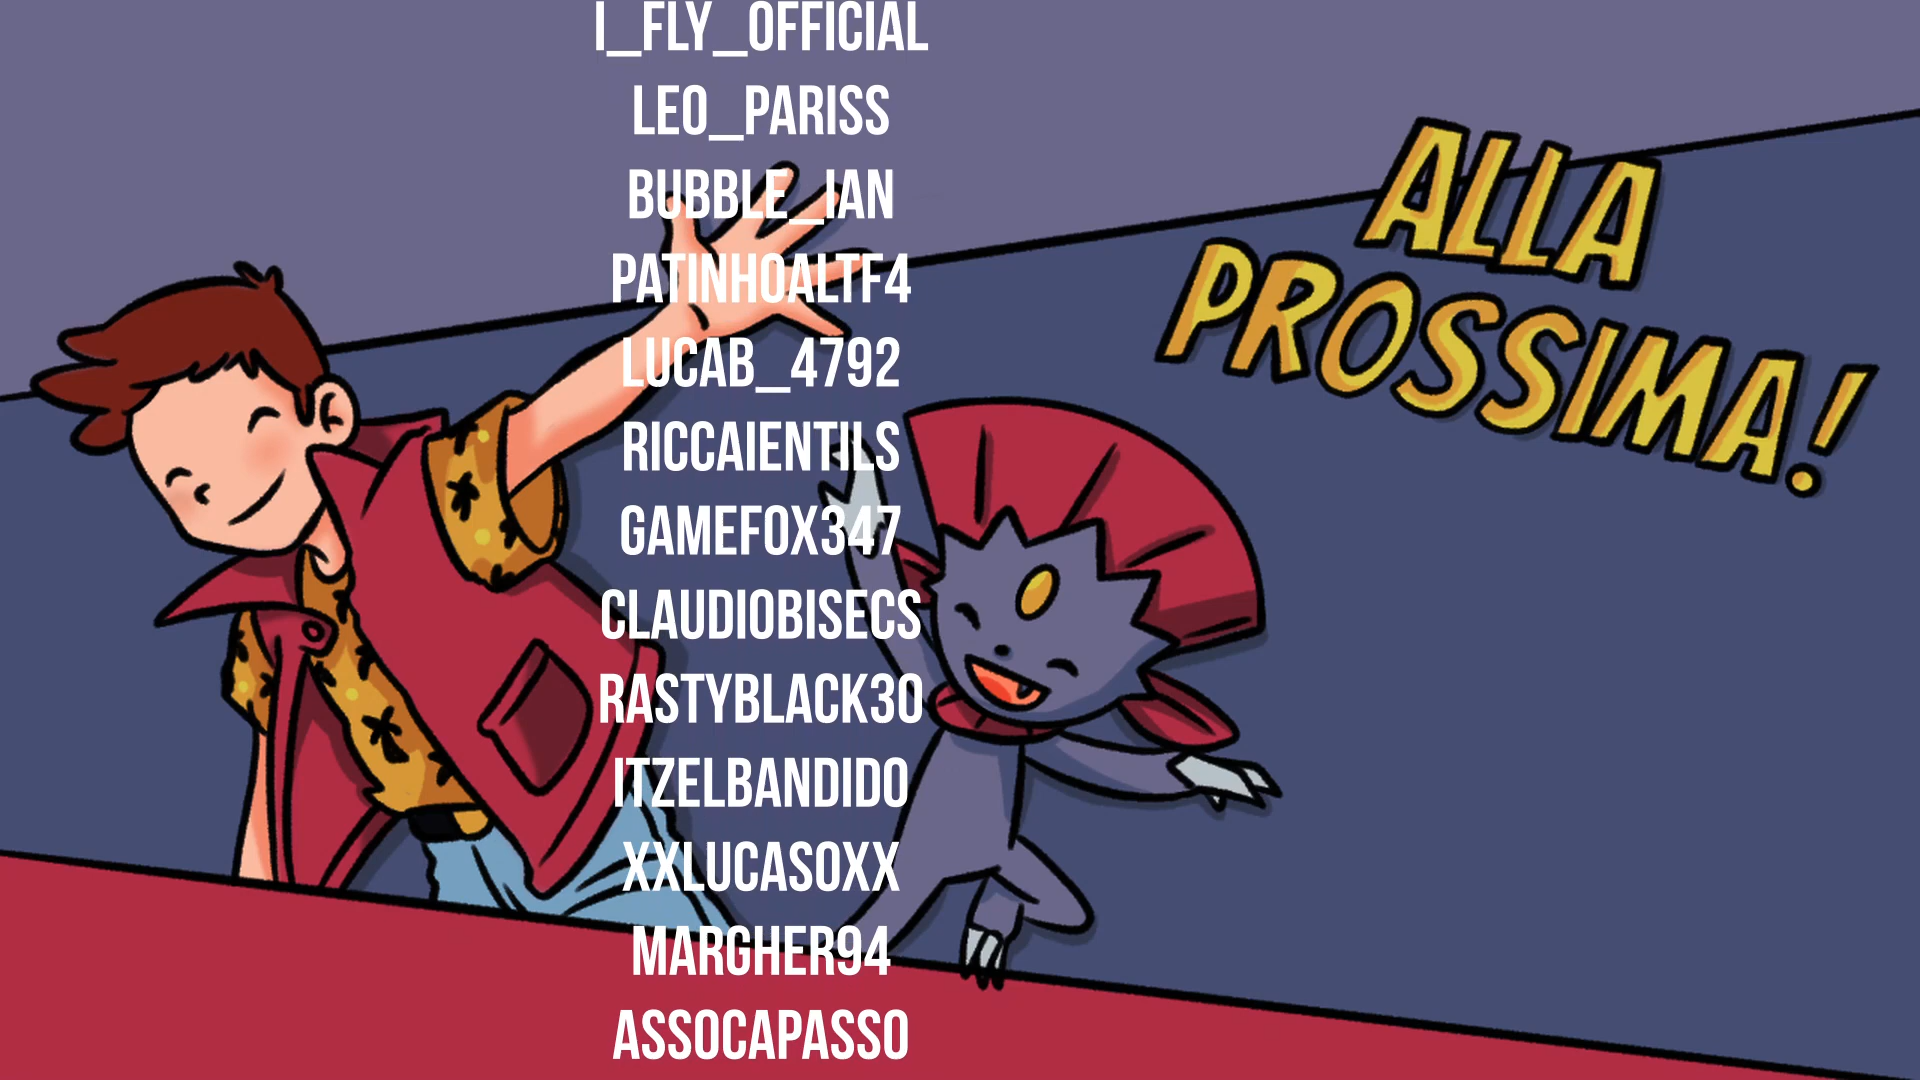 I_FLY_OFFICIAL
LEO_PARISS
BUBBLE_IAN
PATINHOALTF4
LUCAB_4792
RICCAIENTILS
GAMEFOX347
CLAUDIOBISECS
RASTYBLACK30
ITZELBANDIDO
XXLUCASOXX
MARGHER94
ASSOCAPASSO
ALLA
PROSSIMA!